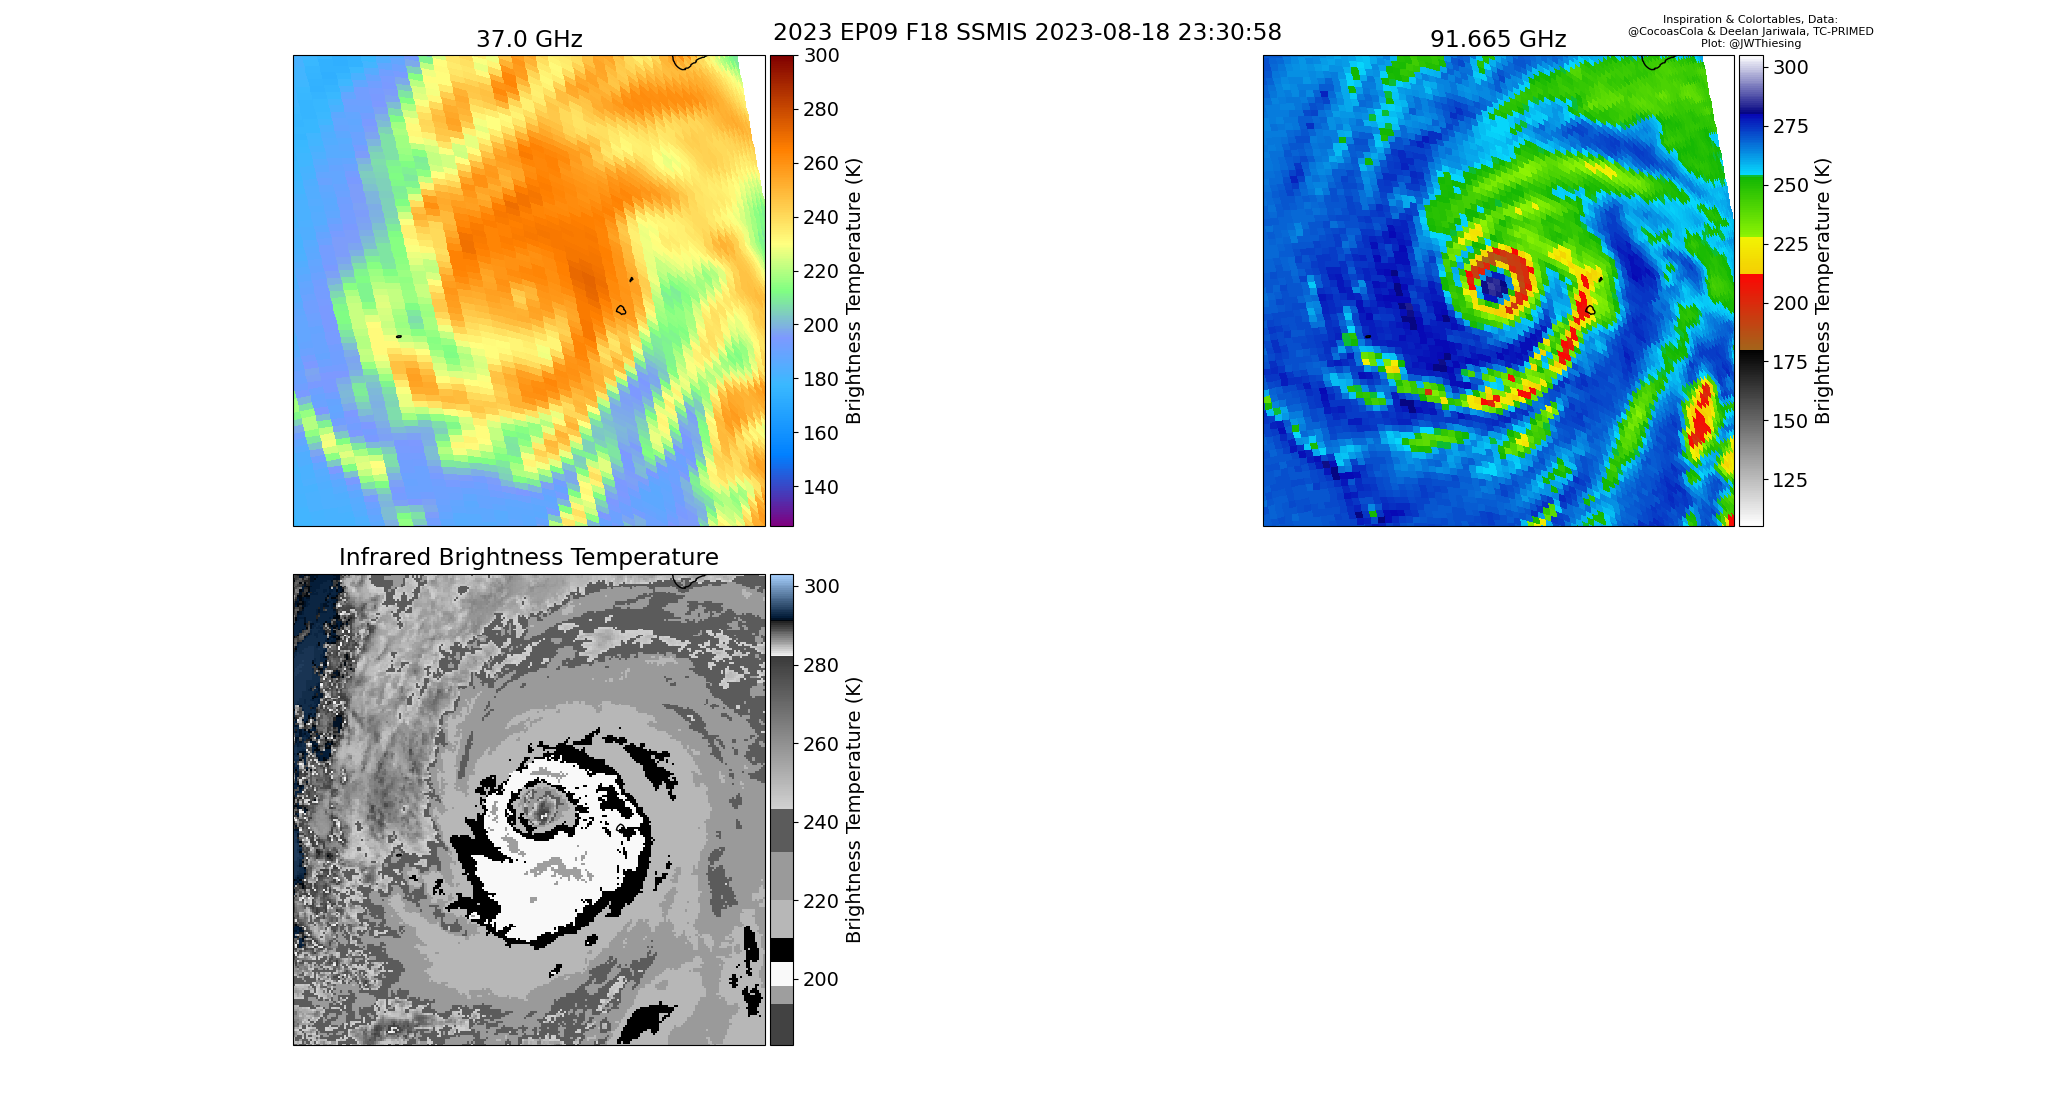 2023 EP09 F18 SSMIS 2023-08-18 23:30:58
Inspiration & Colortables, Data:
@CocoasCola & Deelan Jariwala, TC-PRIMED
Plot: @JWThiesing
37.0 GHz
300
280
260
240
220
200
180
160
140
Brightness Temperature (K)
91.665 GHz
300
275
250
225
200
175
150
125
Brightness Temperature (K)
Infrared Brightness Temperature
300
280
260
240
220
200
Brightness Temperature (K)